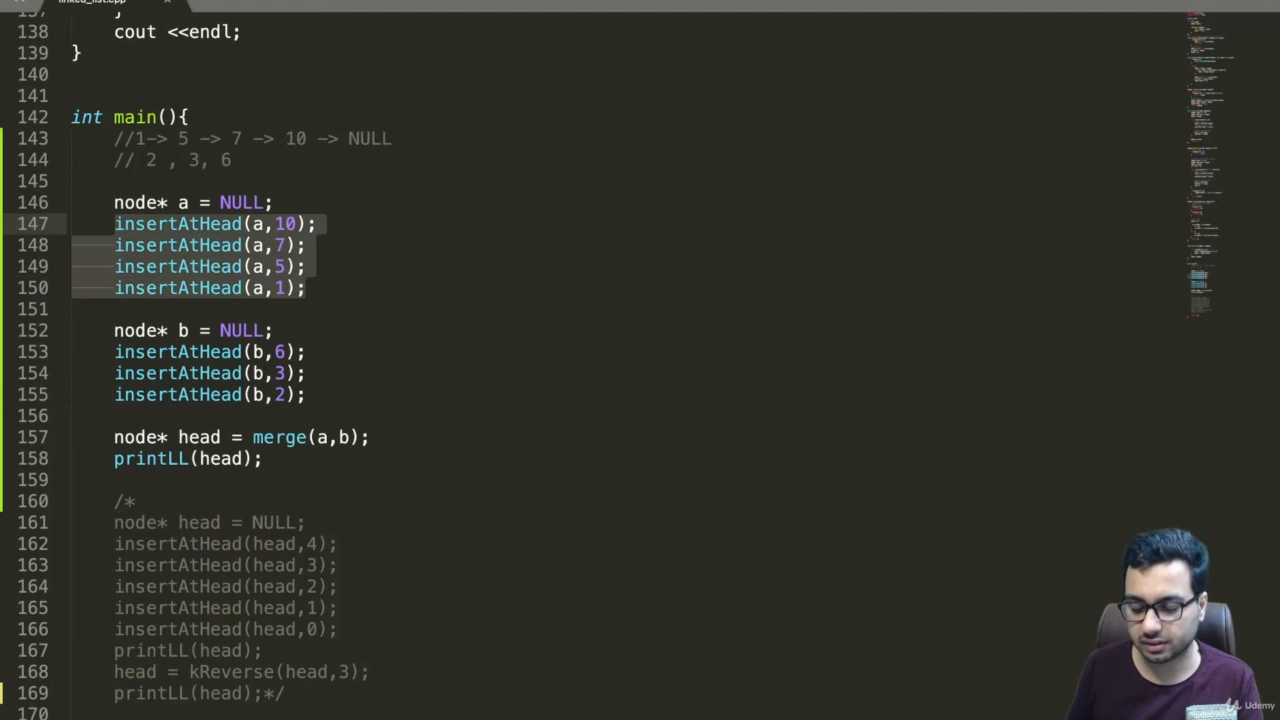 linked_list.cpp
137 }
138 cout <<endl;
139 }
140
141
142 int main(){
143 //1-> 5 -> 7 -> 10 -> NULL
144 // 2 , 3, 6
145
146 node* a = NULL;
147 insertAtHead(a,10);
148 insertAtHead(a,7);
149 insertAtHead(a,5);
150 insertAtHead(a,1);
151
152 node* b = NULL;
153 insertAtHead(b,6);
154 insertAtHead(b,3);
155 insertAtHead(b,2);
156
157 node* head = merge(a,b);
158 printLL(head);
159
160 /*
161 node* head = NULL;
162 insertAtHead(head,4);
163 insertAtHead(head,3);
164 insertAtHead(head,2);
165 insertAtHead(head,1);
166 insertAtHead(head,0);
167 printLL(head);
168 head = kReverse(head,3);
169 printLL(head);*/
170
Udemy